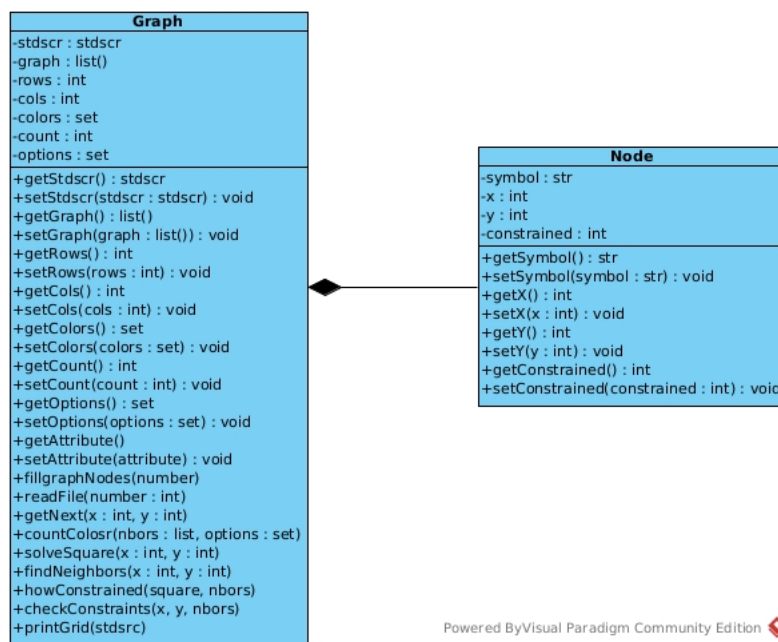 Graph
-stdscr : stdscr
-graph : list()
-rows : int
-cols : int
-colors : set
-count : int
-options : set
+getStdscr() : stdscr
+setStdscr(stdscr : stdscr) : void
+getGraph() : list()
+setGraph(graph : list()) : void
+getRows() : int
+setRows(rows : int) : void
+getCols() : int
+setCols(cols : int) : void
+getColors() : set
+setColors(colors : set) : void
+getCount() : int
+setCount(count : int) : void
+getOptions() : set
+setOptions(options : set) : void
+getAttribute()
+setAttribute(attribute) : void
+fillgraphNodes(number)
+readFile(number : int)
+getNext(x : int, y : int)
+countColosr(nbors : list, options : set)
+solveSquare(x : int, y : int)
+findNeighbors(x : int, y : int)
+howConstrained(square, nbors)
+checkConstraints(x, y, nbors)
+printGrid(stdsrc)
Node
-symbol : str
-x : int
-y : int
-constrained : int
+getSymbol() : str
+setSymbol(symbol : str) : void
+getX() : int
+setX(x : int) : void
+getY() : int
+setY(y : int) : void
+getConstrained() : int
+setConstrained(constrained : int) : void
Powered ByVisual Paradigm Community Edition